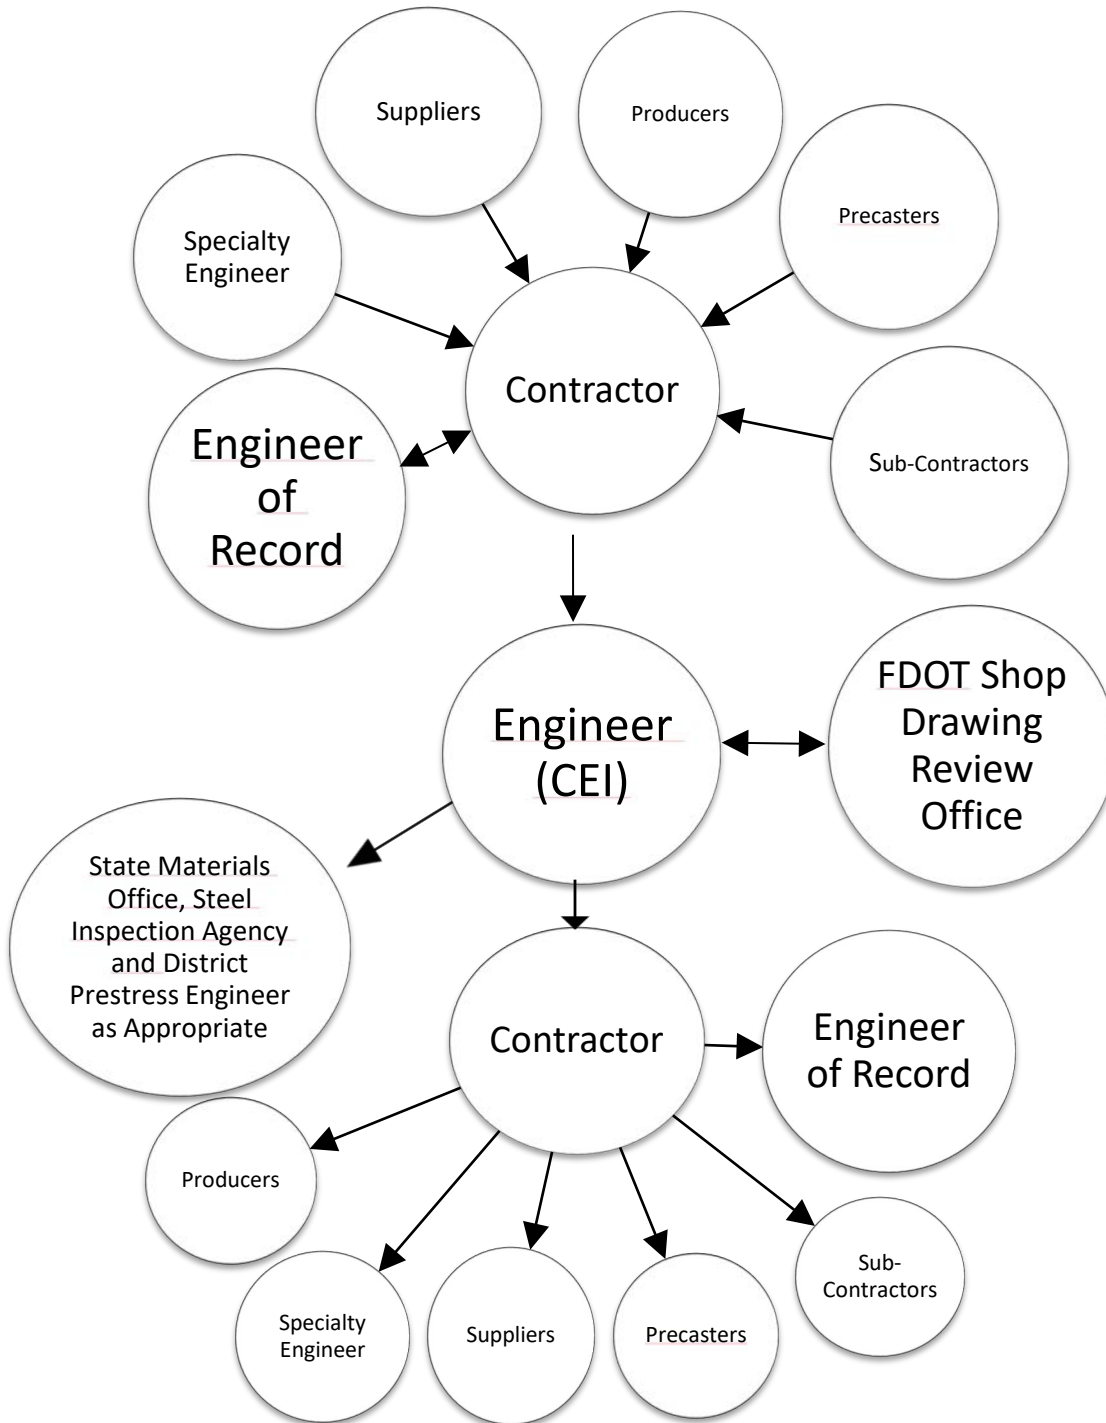 Suppliers
Producers
Precasters
Specialty
Engineer
Contractor
Engineer
of
Record
Sub-Contractors
Engineer
(CEI)
FDOT Shop
Drawing
Review
Office
State Materials
Office, Steel
Inspection Agency
and District
Prestress Engineer
as Appropriate
Contractor
Engineer
of Record
Producers
Specialty
Engineer
Suppliers
Precasters
Sub-
Contractors